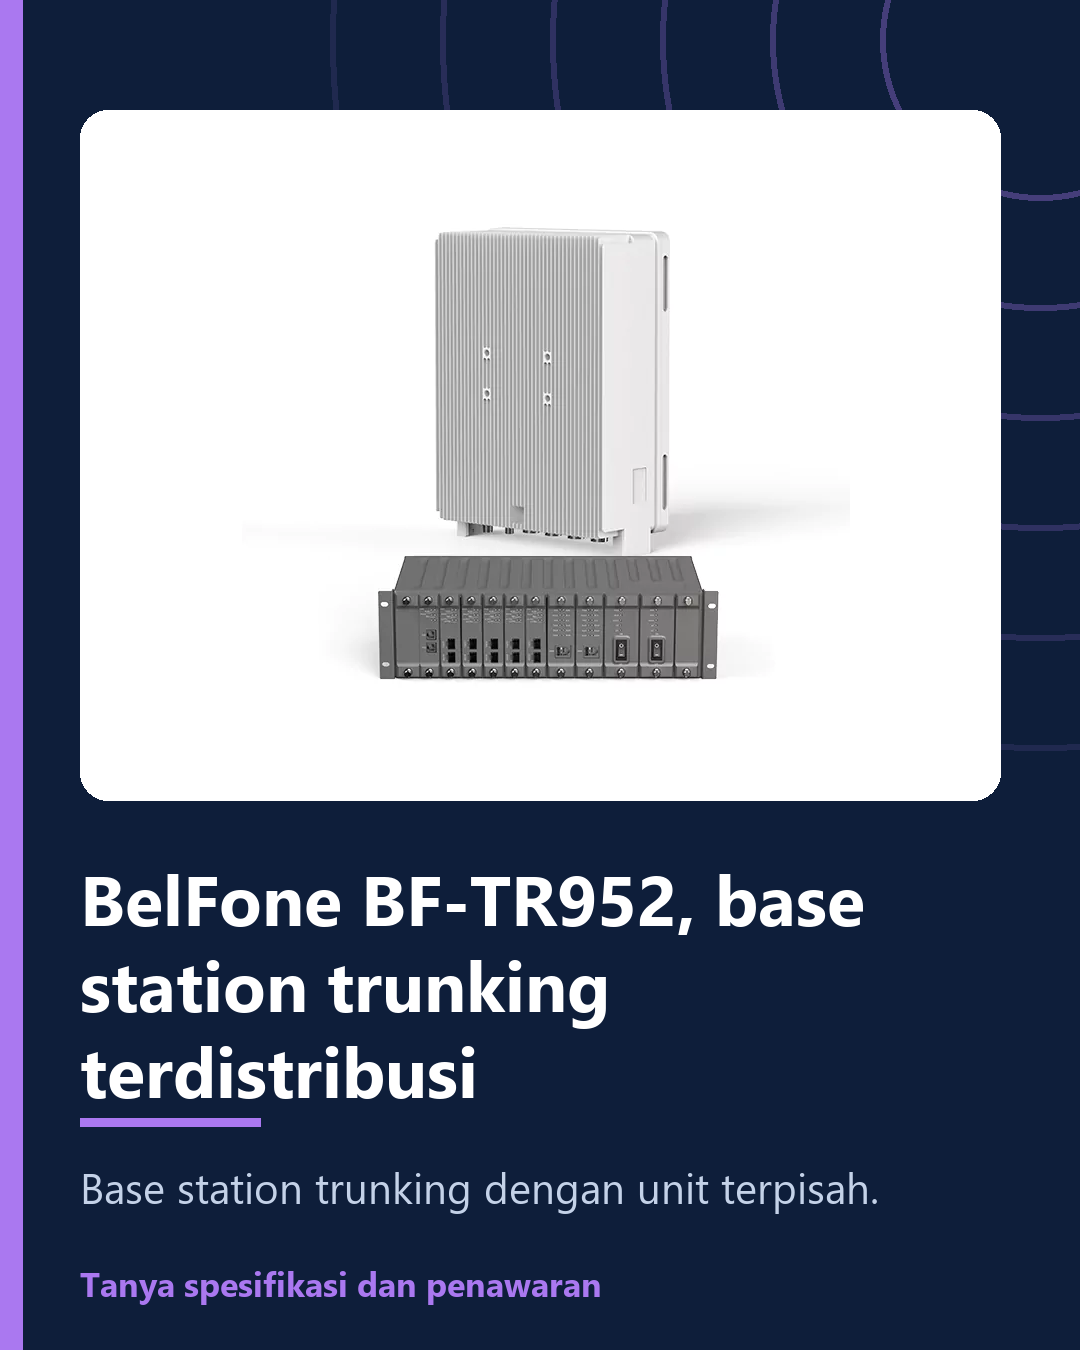 BelFone BF-TR952, base
station trunking
terdistribusi
Base station trunking dengan unit terpisah.
Tanya spesifikasi dan penawaran